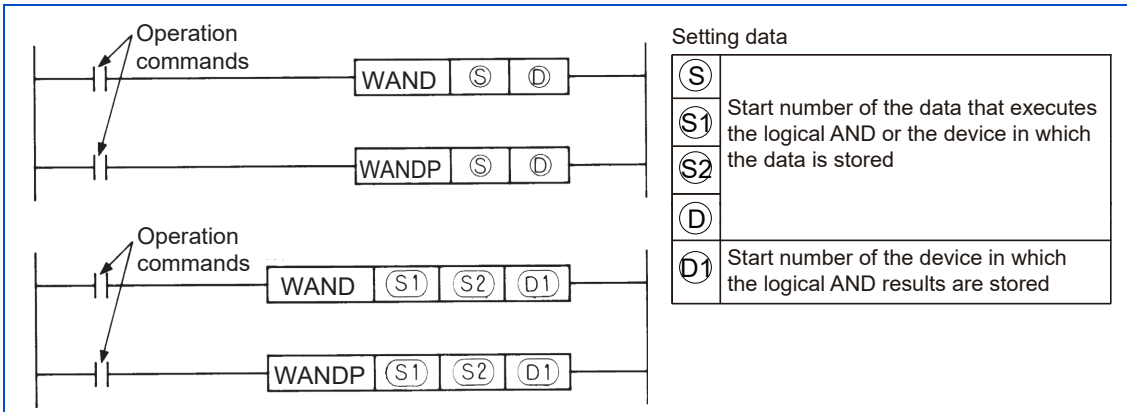 Operation
commands
WAND S D
WANDP S D
Operation
commands
WAND S1 S2 D1
WANDP S1 S2 D1
Setting data
S
S1
S2
D
Start number of the data that executes
the logical AND or the device in which
the data is stored
D1
Start number of the device in which
the logical AND results are stored